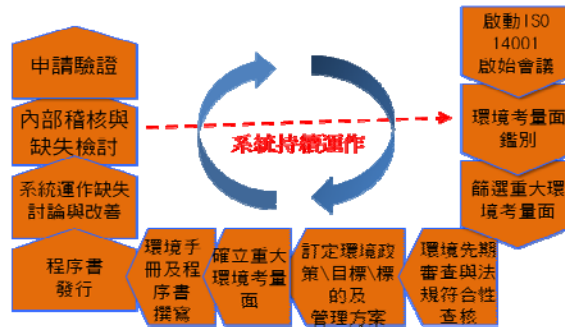 啟動ISO
14001
啟始會議
環境考量面
鑑別
篩選重大環
境考量面
環境先期
審查與法
規符合性
查核
訂定環境政
策\目標\標
的及
管理方案
確立重大
環境考量
面
環境手
冊及程
序書
撰寫
程序書
發行
系統運作缺失
討論與改善
內部稽核與
缺失檢討
申請驗證
系統持續運作